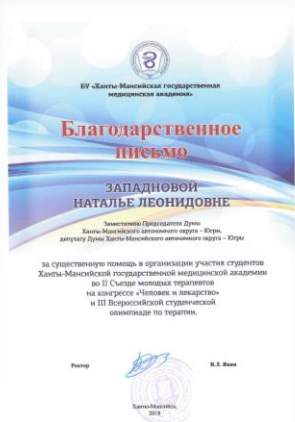 БУ «Ханты-Мансийская государственная
медицинская академия»
Благодарственное
письмо
ЗАПАДНОВОЙ
НАТАЛЬЕ ЛЕОНИДОВНЕ
Заместителю Председателя Думы
Ханты-Мансийского автономного округа – Югры,
депутату Думы Ханты-Мансийского автономного округа – Югры
за существенную помощь в организации участия студентов
Ханты-Мансийской государственной медицинской академии
во II Съезде молодых терапевтов
на конгрессе «Человек и лекарство»
и III Всероссийской студенческой
олимпиаде по терапии.
Ректор
В.Л. Янин
Ханты-Мансийск,
2018